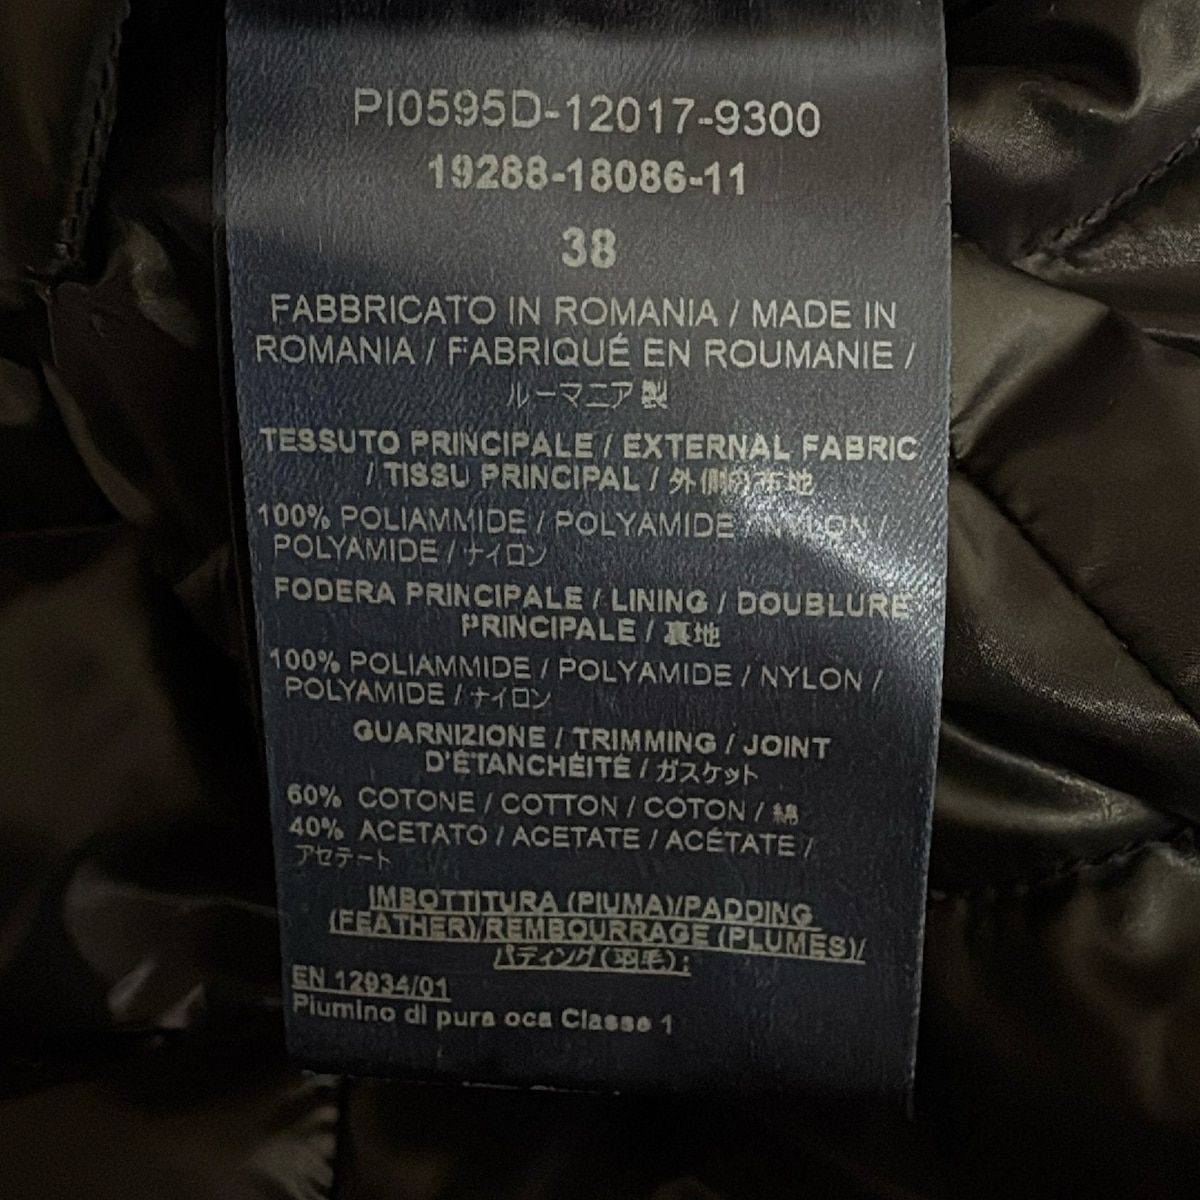 PI0595D-12017-9300
19288-18086-11
38
FABBRICATO IN ROMANIA / MADE IN
ROMANIA / FABRIQUÉ EN ROUMANIE /
ルーマニア製
TESSUTO PRINCIPALE / EXTERNAL FABRIC
/ TISSU PRINCIPAL / 外側の布地
100% POLIAMMIDE / POLYAMIDE / NYLON /
POLYAMIDE / ナイロン
FODERA PRINCIPALE / LINING / DOUBLURE
PRINCIPALE / 裏地
100% POLIAMMIDE / POLYAMIDE / NYLON /
POLYAMIDE / ナイロン
GUARNIZIONE / TRIMMING / JOINT
D'ÉTANCHÉITÉ / ガスケット
60% COTONE / COTTON / COTON / 綿
40% ACETATO / ACETATE / ACÉTATE /
アセテート
IMBOTTITURA (PIUMA)/PADDING
(FEATHER)/REMBOURRAGE (PLUMES)/
パディング(羽毛):
EN 12934/01
Piumino di pura oca Classe 1